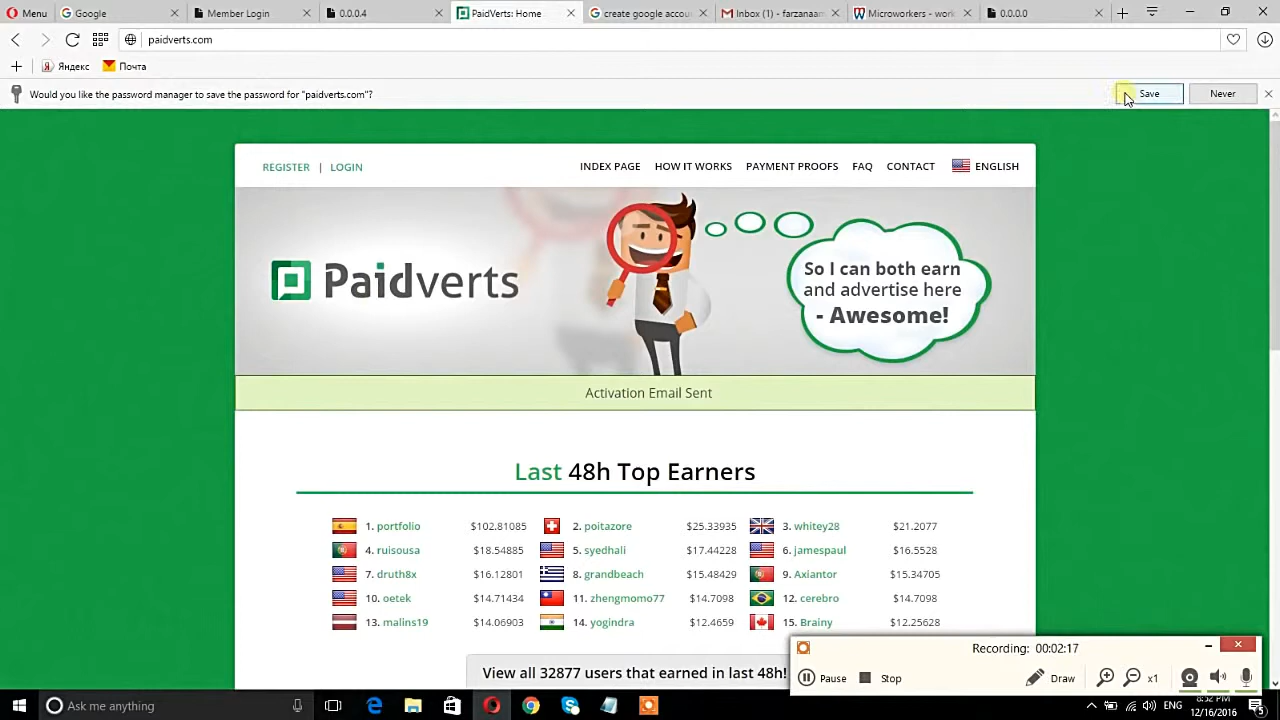 Menu
Google
Member Login
0.0.0.4
PaidVerts: Home
create google accou
Inbox (1) - farzanaam
Microworkers - work
0.0.0.0
paidverts.com
Яндекс
Почта
Would you like the password manager to save the password for "paidverts.com"?
Save
Never
REGISTER | LOGIN
INDEX PAGE
HOW IT WORKS
PAYMENT PROOFS
FAQ
CONTACT
ENGLISH
Paidverts
So I can both earn
and advertise here
- Awesome!
Activation Email Sent
Last 48h Top Earners
1. portfolio $102.81085 2. poitazore $25.33935 3. whitey28 $21.2077
4. ruisousa $18.54885 5. syedhali $17.44228 6. jamespaul $16.5528
7. druth8x $16.12801 8. grandbeach $15.48429 9. Axiantor $15.34705
10. oetek $14.71434 11. zhengmomo77 $14.7098 12. cerebro $14.7098
13. malins19 $14.06903 14. yogindra $12.4659 15. Brainy $12.25628
View all 32877 users that earned in last 48h!
Recording: 00:02:17
Pause
Stop
Draw
x1
Ask me anything
ENG
8:52 PM
12/16/2016
5